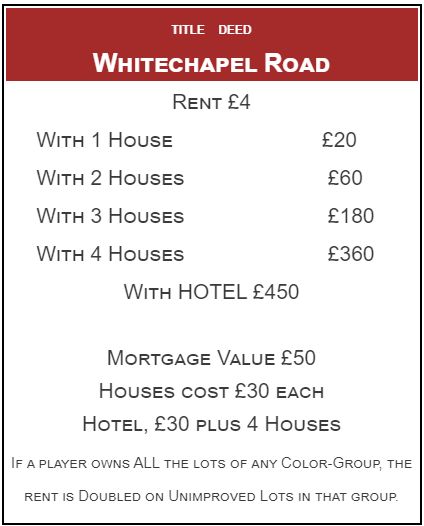 TITLE DEED
WHITECHAPEL ROAD
RENT £4
WITH 1 HOUSE £20
WITH 2 HOUSES £60
WITH 3 HOUSES £180
WITH 4 HOUSES £360
WITH HOTEL £450
MORTGAGE VALUE £50
HOUSES COST £30 EACH
HOTEL, £30 PLUS 4 HOUSES
IF A PLAYER OWNS ALL THE LOTS OF ANY COLOR-GROUP, THE
RENT IS DOUBLED ON UNIMPROVED LOTS IN THAT GROUP.